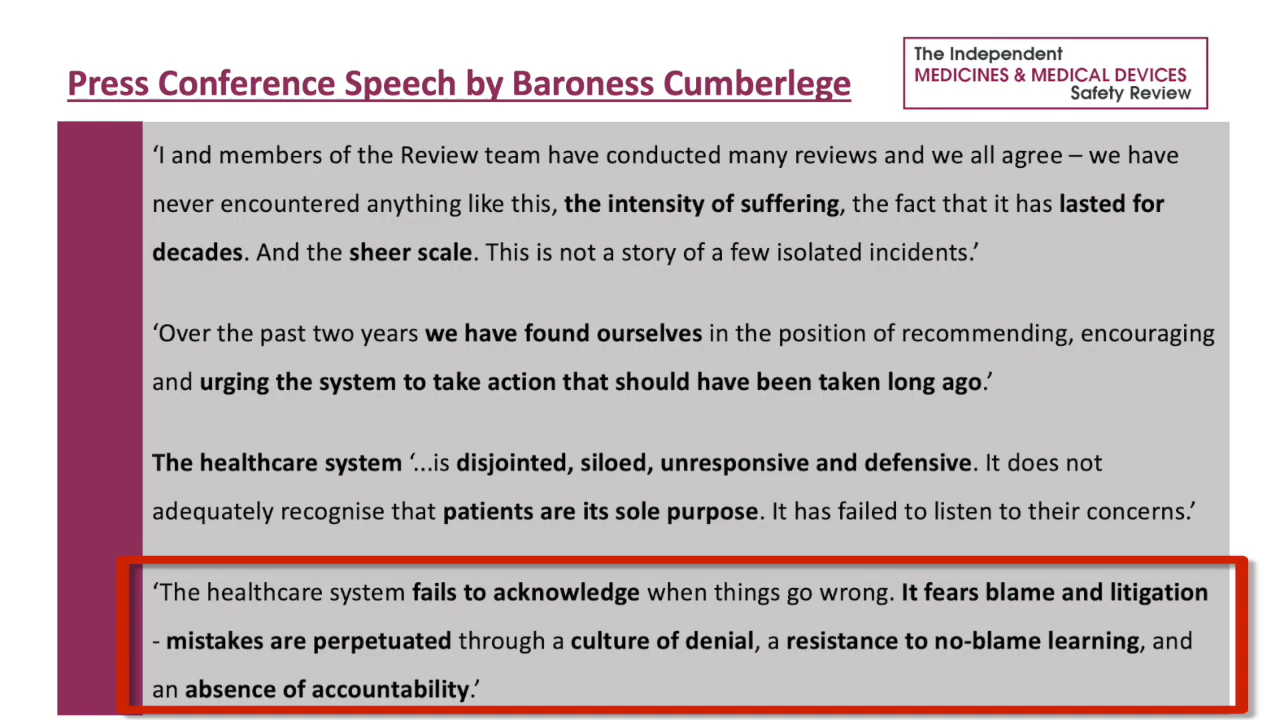 Press Conference Speech by Baroness Cumberlege
The Independent
MEDICINES & MEDICAL DEVICES
Safety Review
‘I and members of the Review team have conducted many reviews and we all agree – we have
never encountered anything like this, the intensity of suffering, the fact that it has lasted for
decades. And the sheer scale. This is not a story of a few isolated incidents.’
‘Over the past two years we have found ourselves in the position of recommending, encouraging
and urging the system to take action that should have been taken long ago.’
The healthcare system ‘...is disjointed, siloed, unresponsive and defensive. It does not
adequately recognise that patients are its sole purpose. It has failed to listen to their concerns.’
‘The healthcare system fails to acknowledge when things go wrong. It fears blame and litigation
- mistakes are perpetuated through a culture of denial, a resistance to no-blame learning, and
an absence of accountability.’